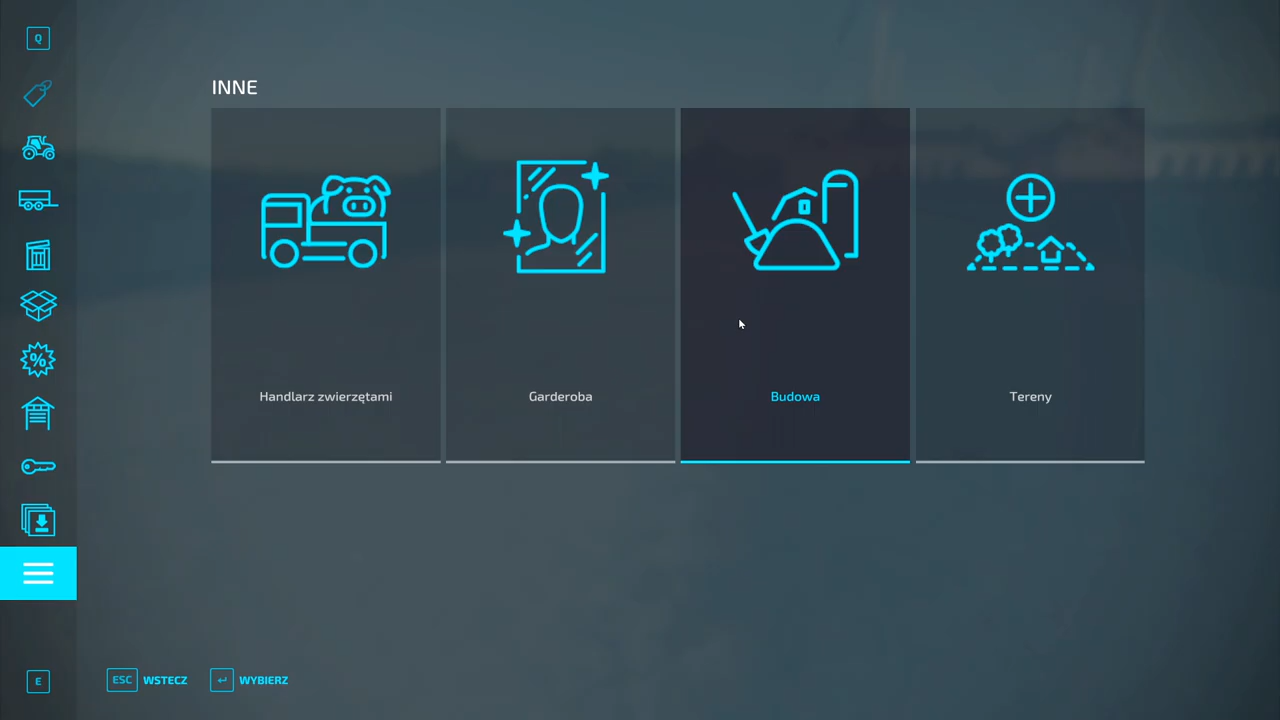 Q
INNE
%
Handlarz zwierzętami
Garderoba
Budowa
Tereny
E
ESC WSTECZ
↩ WYBIERZ